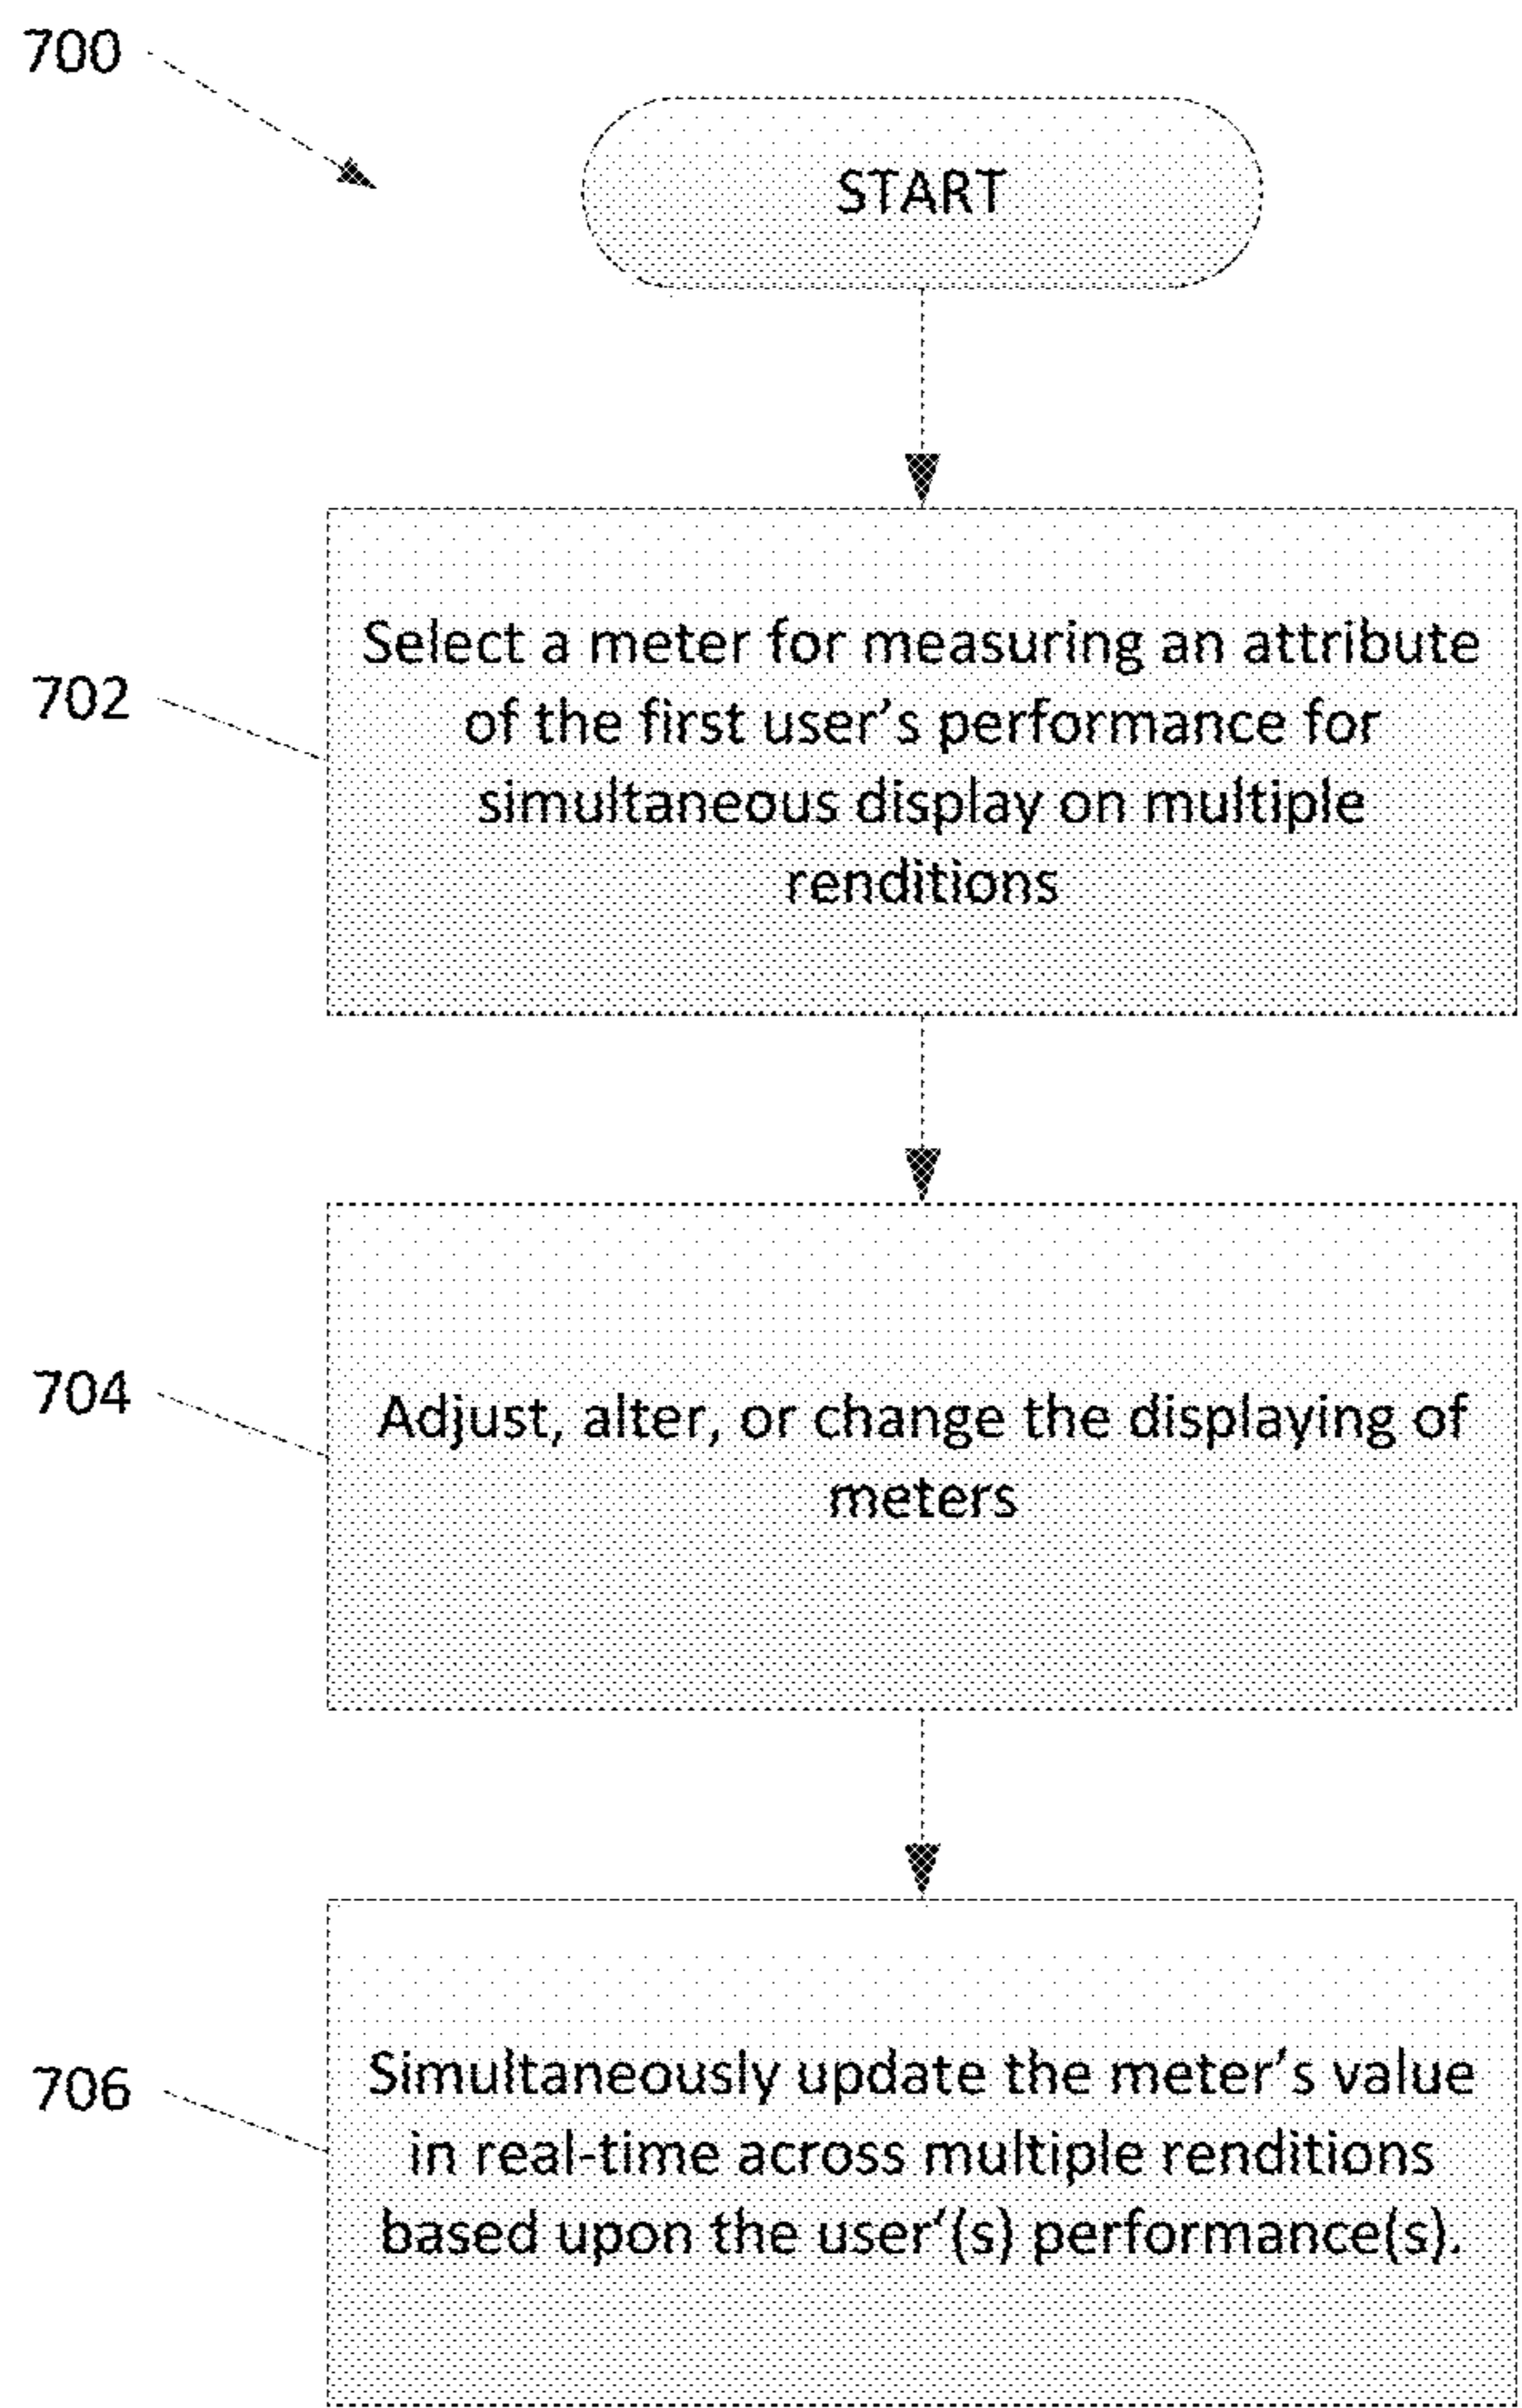 700
START
702
Select a meter for measuring an attribute
of the first user's performance for
simultaneous display on multiple
renditions
704
Adjust, alter, or change the displaying of
meters
706
Simultaneously update the meter's value
in real-time across multiple renditions
based upon the user'(s) performance(s).